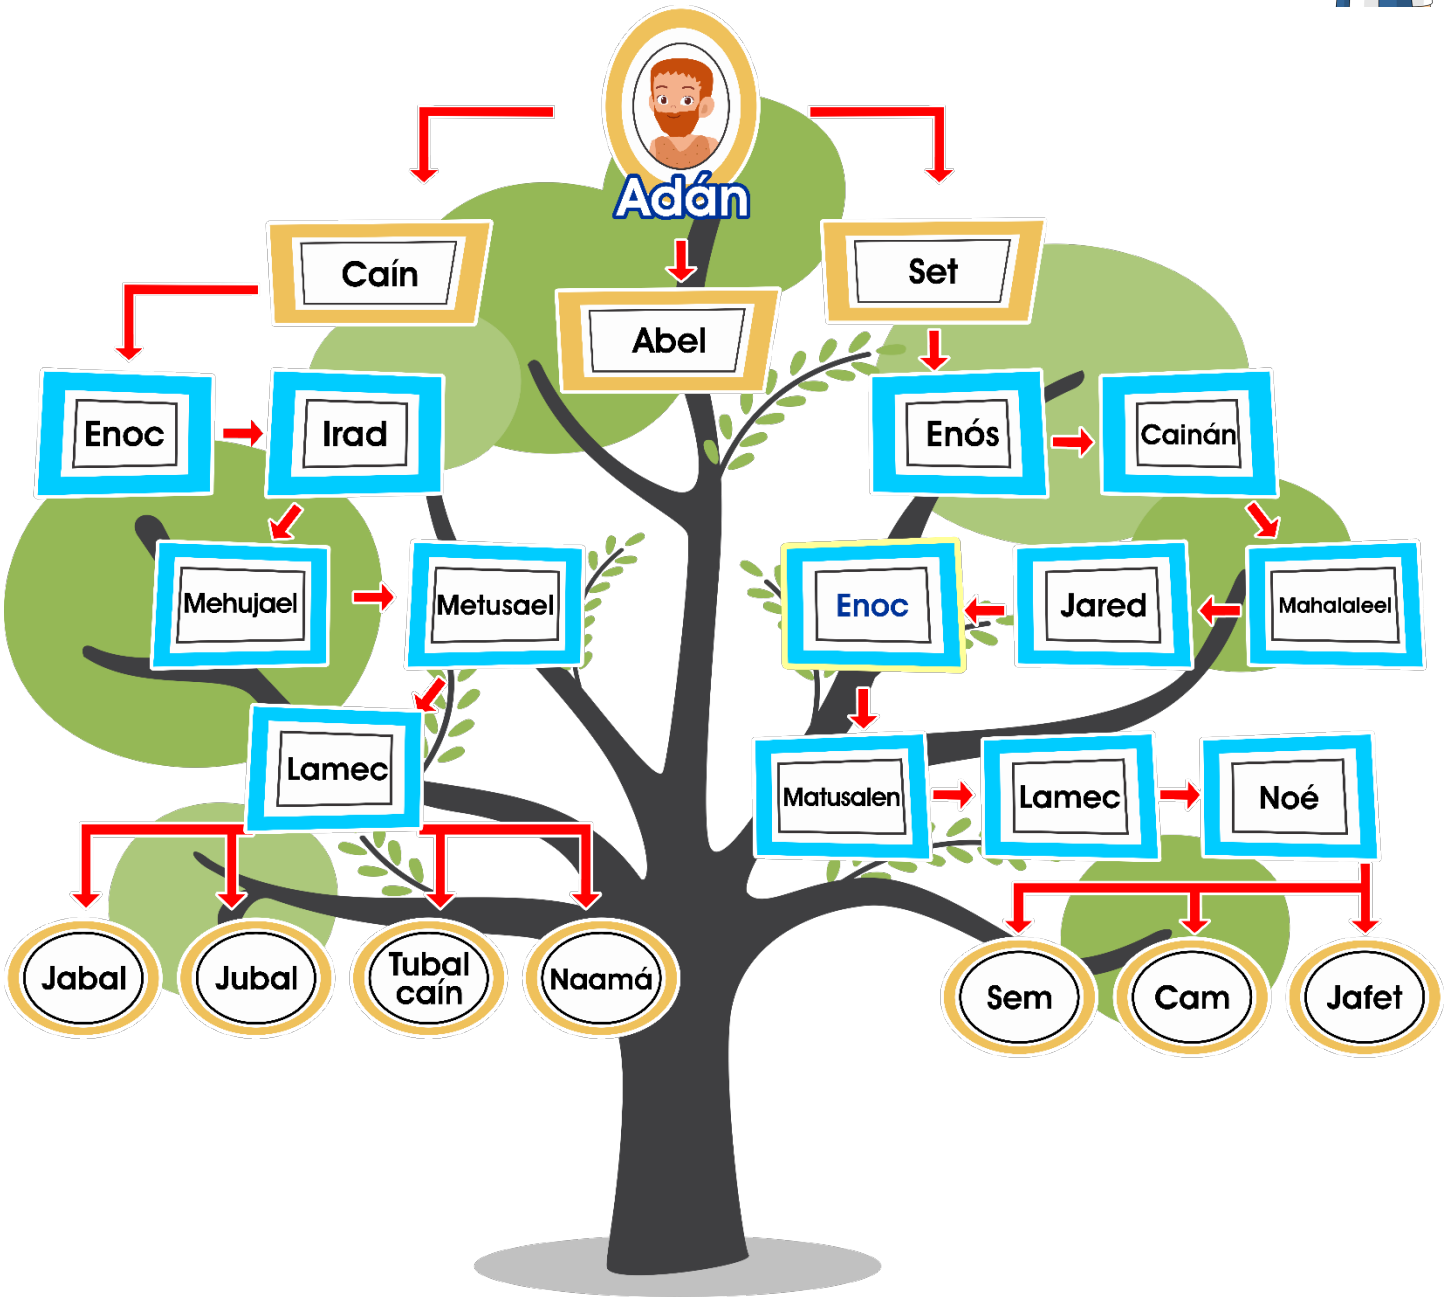 Adán
Caín
Set
Abel
Enoc
Irad
Enós
Cainán
Mehujael
Metusael
Enoc
Jared
Mahalaleel
Lamec
Matusalen
Lamec
Noé
Jabal
Jubal
Tubal
caín
Naamá
Sem
Cam
Jafet